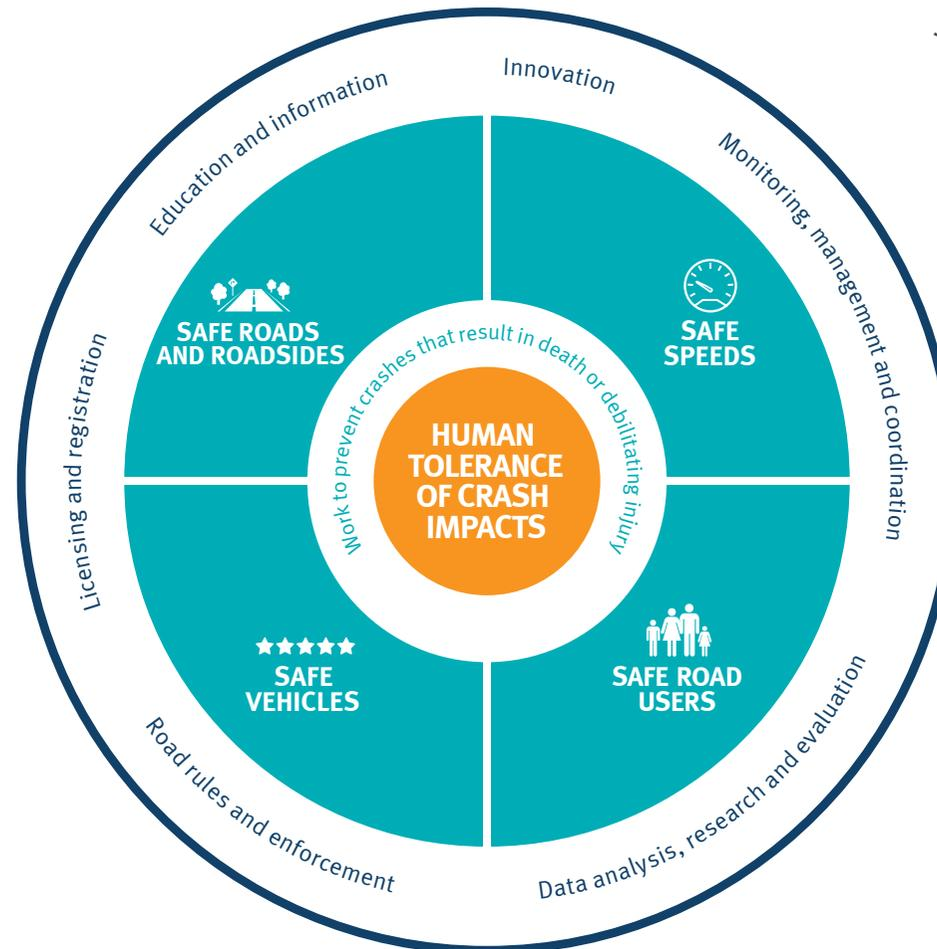 Innovation
Education and information
Monitoring, management and coordination
SAFE ROADS
AND ROADSIDES
SAFE
SPEEDS
Licensing and registration
Work to prevent crashes that result in death or debilitating injury
HUMAN
TOLERANCE
OF CRASH
IMPACTS
SAFE
VEHICLES
SAFE ROAD
USERS
Road rules and enforcement
Data analysis, research and evaluation